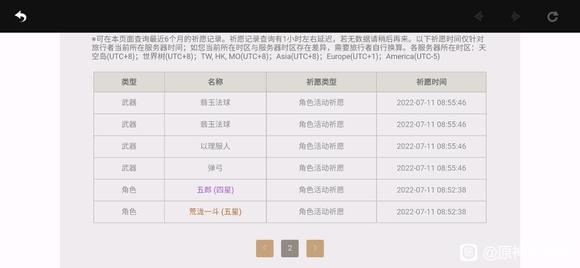 ※可在本页面查询最近6个月的祈愿记录。祈愿记录查询有1小时左右延迟，若无数据请稍后再来。以下祈愿时间仅针对
旅行者当前所在服务器时间；如您当前所在时区与服务器时区存在差异，需要旅行者自行换算。各服务器所在时区：天
空岛(UTC+8)；世界树(UTC+8)；TW, HK, MO(UTC+8)；Asia(UTC+8)；Europe(UTC+1)；America(UTC-5)
类型 名称 祈愿类型 祈愿时间
武器 翡玉法球 角色活动祈愿 2022-07-11 08:55:46
武器 翡玉法球 角色活动祈愿 2022-07-11 08:55:46
武器 以理服人 角色活动祈愿 2022-07-11 08:55:46
武器 弹弓 角色活动祈愿 2022-07-11 08:55:46
角色 五郎 (四星) 角色活动祈愿 2022-07-11 08:52:38
角色 荒泷一斗 (五星) 角色活动祈愿 2022-07-11 08:52:38
2
@原神